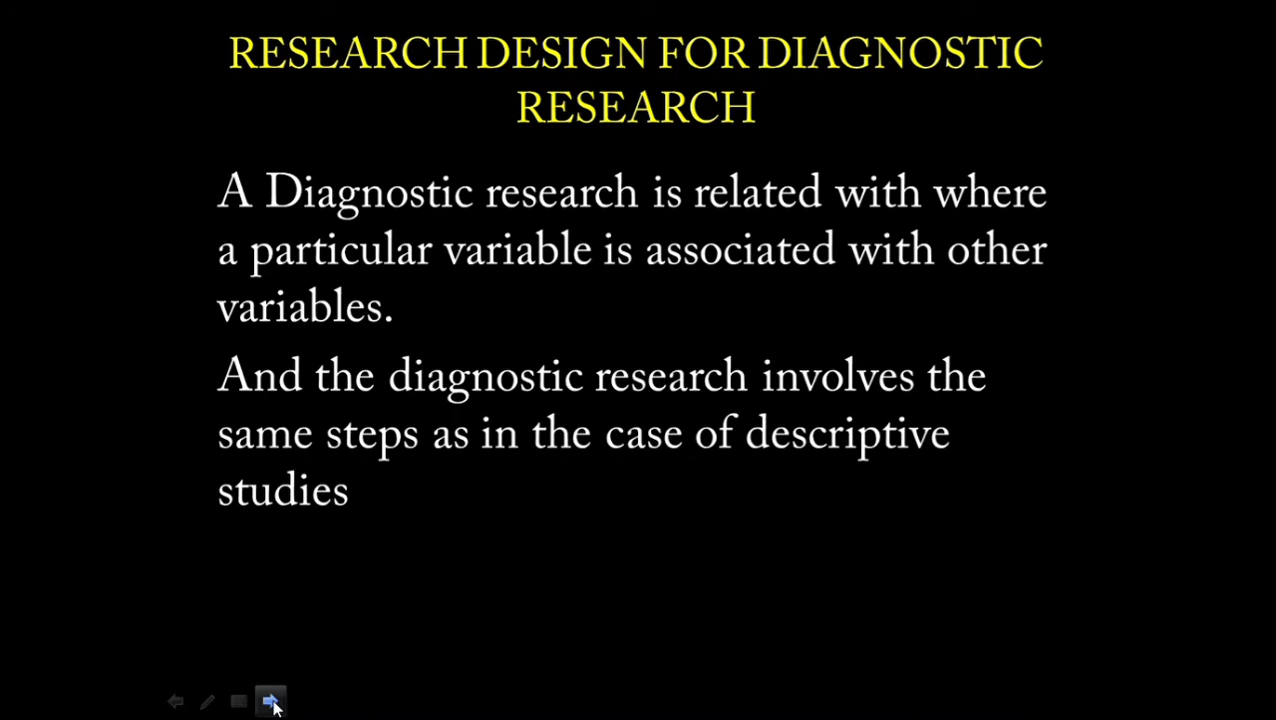 RESEARCH DESIGN FOR DIAGNOSTIC
RESEARCH
A Diagnostic research is related with where
a particular variable is associated with other
variables.
And the diagnostic research involves the
same steps as in the case of descriptive
studies